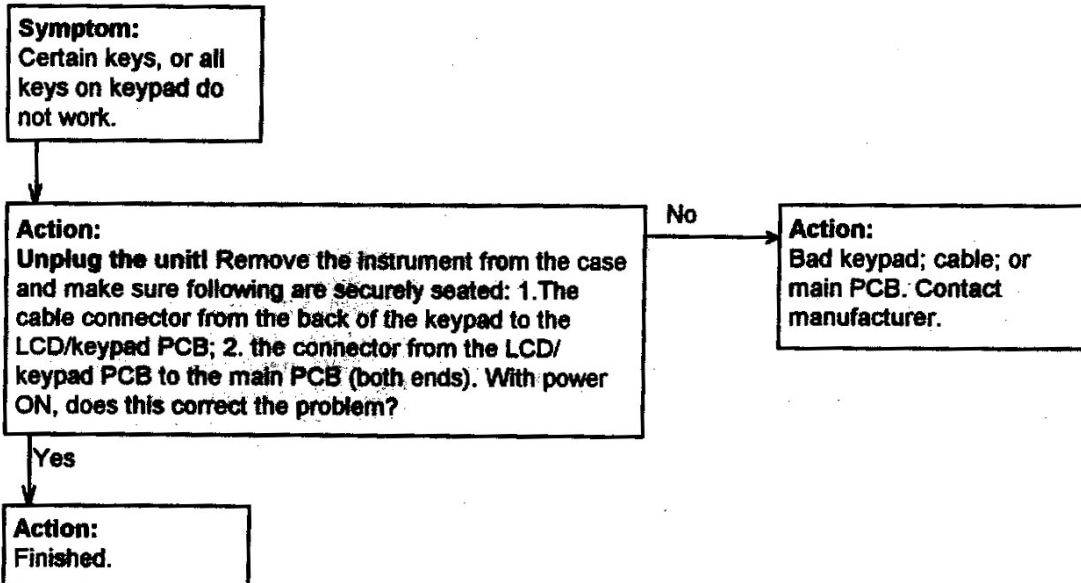 Symptom:
Certain keys, or all
keys on keypad do
not work.
No
Action:
Unplug the unit! Remove the instrument from the case
and make sure following are securely seated: 1.The
cable connector from the back of the keypad to the
LCD/keypad PCB; 2. the connector from the LCD/
keypad PCB to the main PCB (both ends). With power
ON, does this correct the problem?
Action:
Bad keypad; cable; or
main PCB. Contact
manufacturer.
Yes
Action:
Finished.